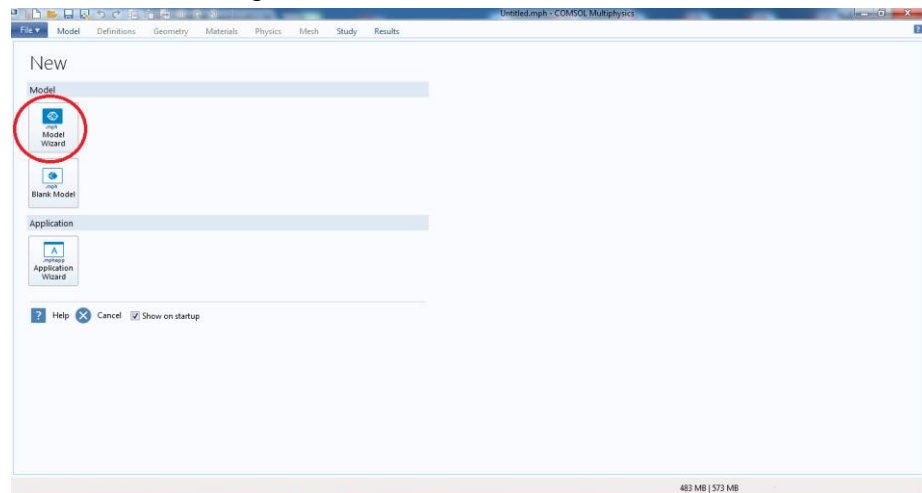 Untitled.mph - COMSOL Multiphysics
File Model Definitions Geometry Materials Physics Mesh Study Results
New
Model
.mph
Model
Wizard
.mph
Blank Model
Application
A
.mphapp
Application
Wizard
? Help Cancel Show on startup
483 MB | 573 MB